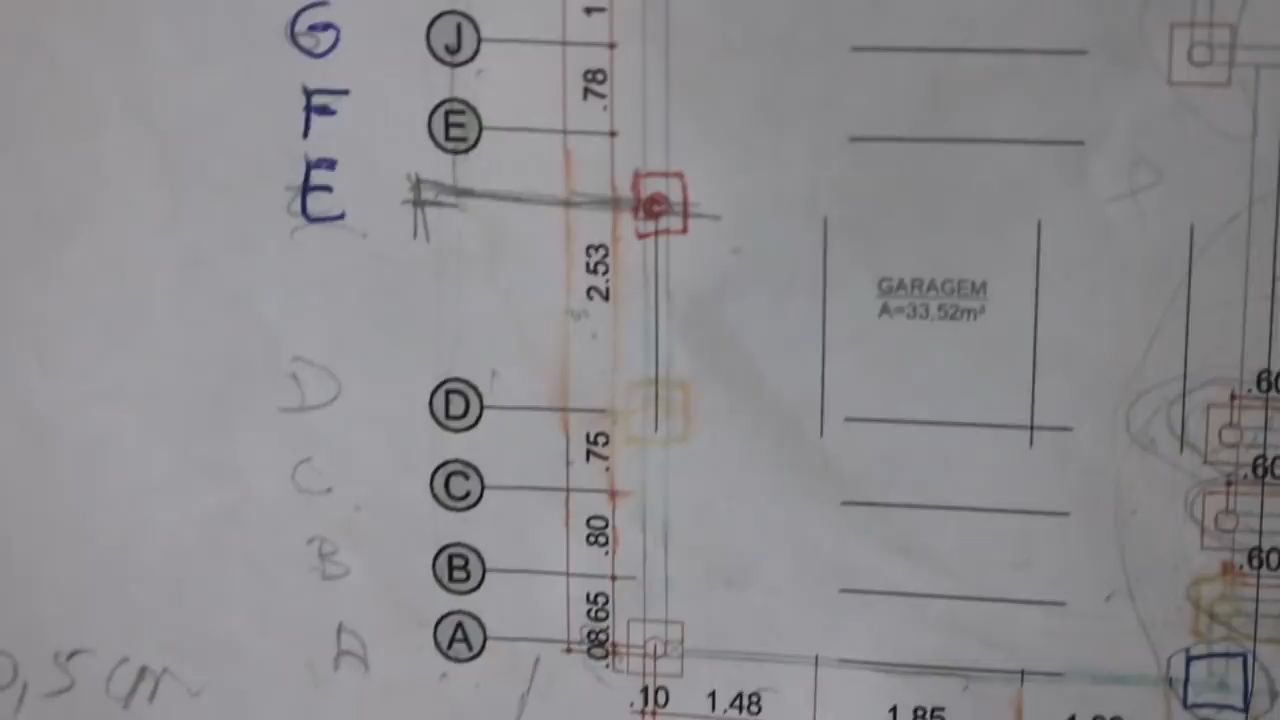 G
J
1
.78
F
E
E
2.53
GARAGEM
A=33,52m²
D
D
.60
.75
C
C
.60
.80
B
B
.60
.65
A
A
.08
0,5 cm
.10
1.48
1.85